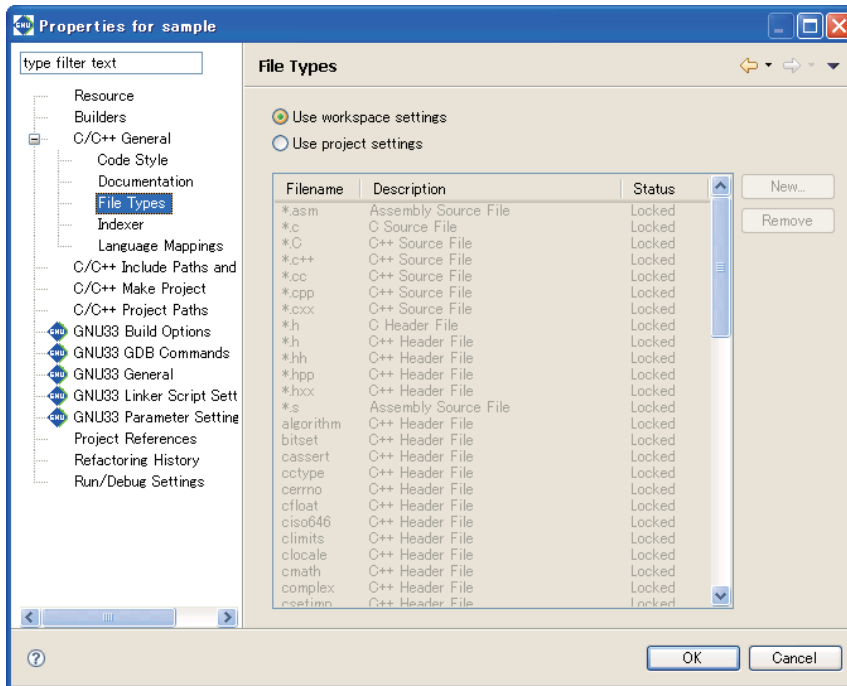 Properties for sample
type filter text
Resource
Builders
C/C++ General
Code Style
Documentation
File Types
Indexer
Language Mappings
C/C++ Include Paths and
C/C++ Make Project
C/C++ Project Paths
GNU33 Build Options
GNU33 GDB Commands
GNU33 General
GNU33 Linker Script Sett
GNU33 Parameter Setting
Project References
Refactoring History
Run/Debug Settings
File Types
Use workspace settings
Use project settings
Filename Description Status
*.asm Assembly Source File Locked
*.c C Source File Locked
*.C C++ Source File Locked
*.c++ C++ Source File Locked
*.cc C++ Source File Locked
*.cpp C++ Source File Locked
*.cxx C++ Source File Locked
*.h C Header File Locked
*.h C++ Header File Locked
*.hh C++ Header File Locked
*.hpp C++ Header File Locked
*.hxx C++ Header File Locked
*.s Assembly Source File Locked
algorithm C++ Header File Locked
bitset C++ Header File Locked
cassert C++ Header File Locked
cctype C++ Header File Locked
cerrno C++ Header File Locked
cfloat C++ Header File Locked
ciso646 C++ Header File Locked
climits C++ Header File Locked
clocale C++ Header File Locked
cmath C++ Header File Locked
complex C++ Header File Locked
csetjmp C++ Header File Locked
New...
Remove
OK Cancel